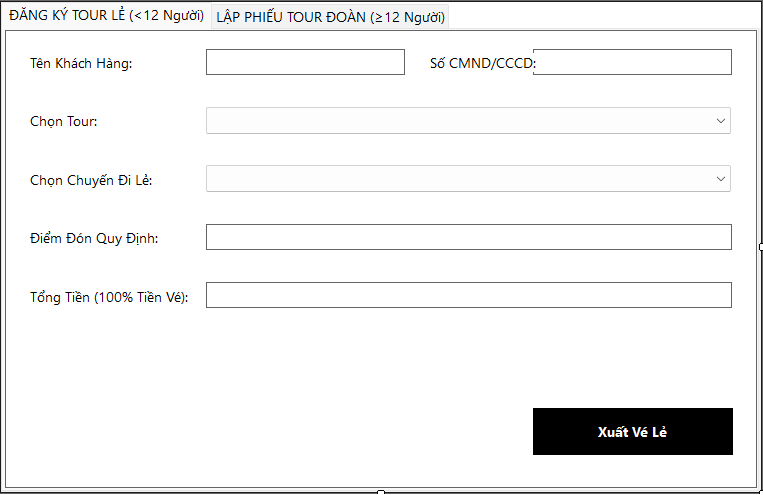 ĐĂNG KÝ TOUR LẺ (<12 Người) LẬP PHIẾU TOUR ĐOÀN (≥12 Người)
Tên Khách Hàng: Số CMND/CCCD:
Chọn Tour:
Chọn Chuyến Đi Lẻ:
Điểm Đón Quy Định:
Tổng Tiền (100% Tiền Vé):
Xuất Vé Lẻ